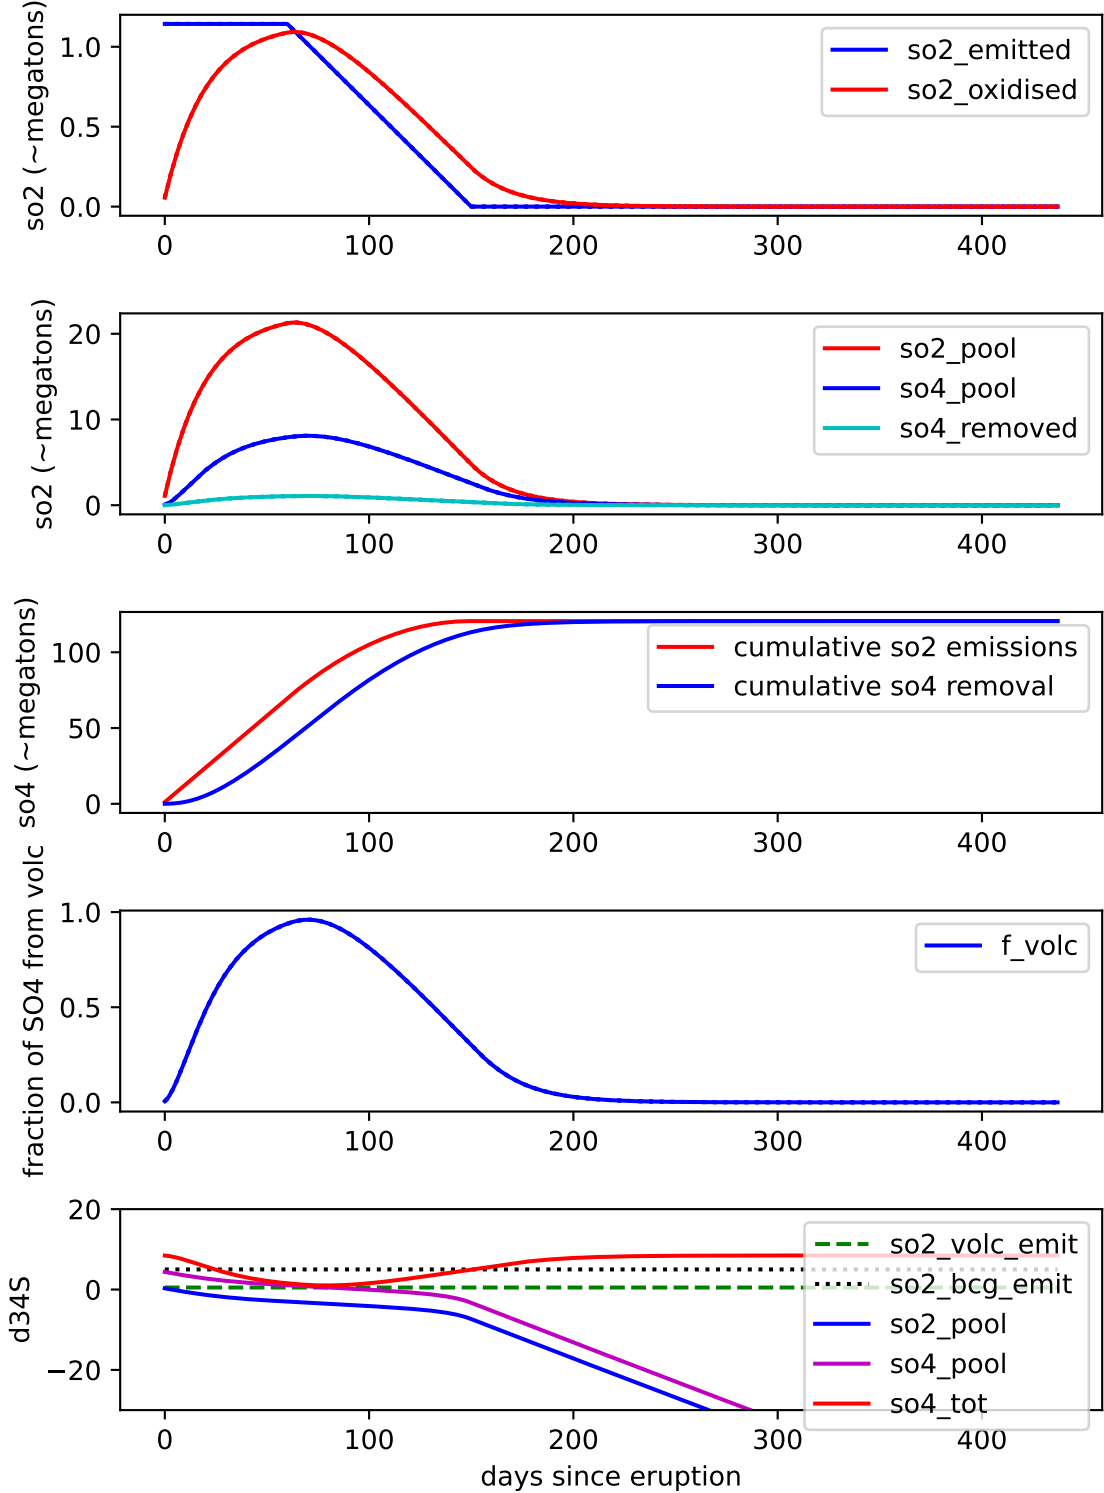 so2 (~megatons)
1.0
0.5
0.0
so2_emitted
so2_oxidised
0 100 200 300 400
so2 (~megatons)
20
10
0
so2_pool
so4_pool
so4_removed
0 100 200 300 400
so4 (~megatons)
100
50
0
cumulative so2 emissions
cumulative so4 removal
0 100 200 300 400
fraction of SO4 from volc
1.0
0.5
0.0
f_volc
0 100 200 300 400
d34S
20
0
−20
so2_volc_emit
so2_bcg_emit
so2_pool
so4_pool
so4_tot
0 100 200 300 400
days since eruption